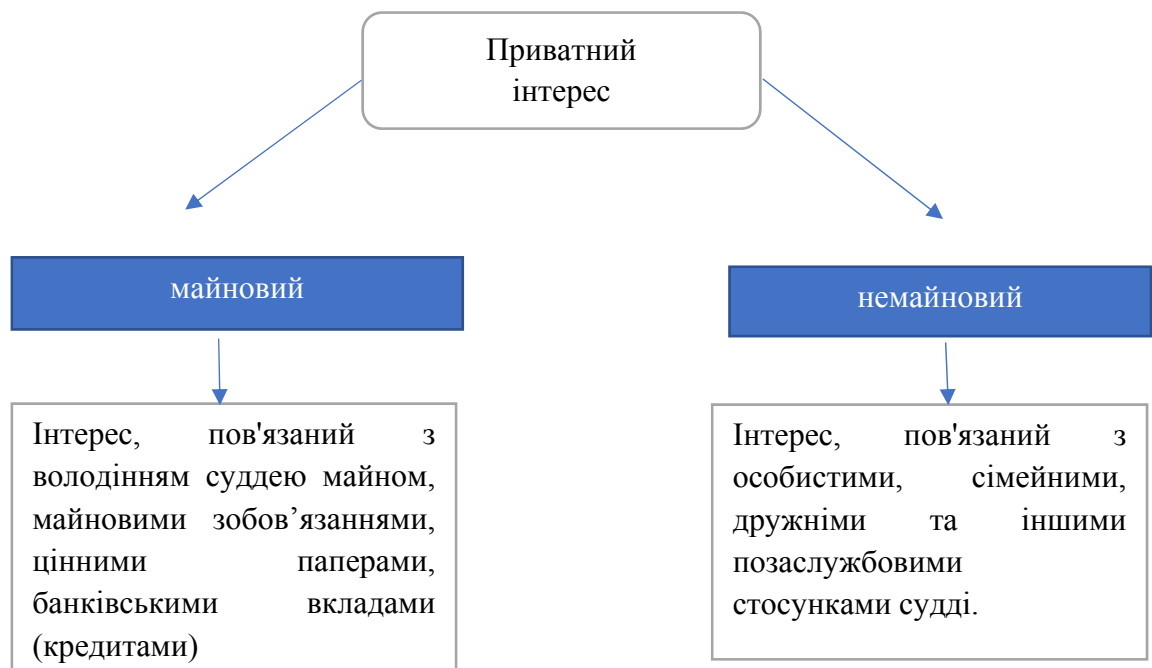 Приватний
інтерес
майновий
немайновий
Інтерес, пов'язаний з
володінням суддею майном,
майновими зобов’язаннями,
цінними паперами,
банківськими вкладами
(кредитами)
Інтерес, пов'язаний з
особистими, сімейними,
дружніми та іншими
позаслужбовими
стосунками судді.